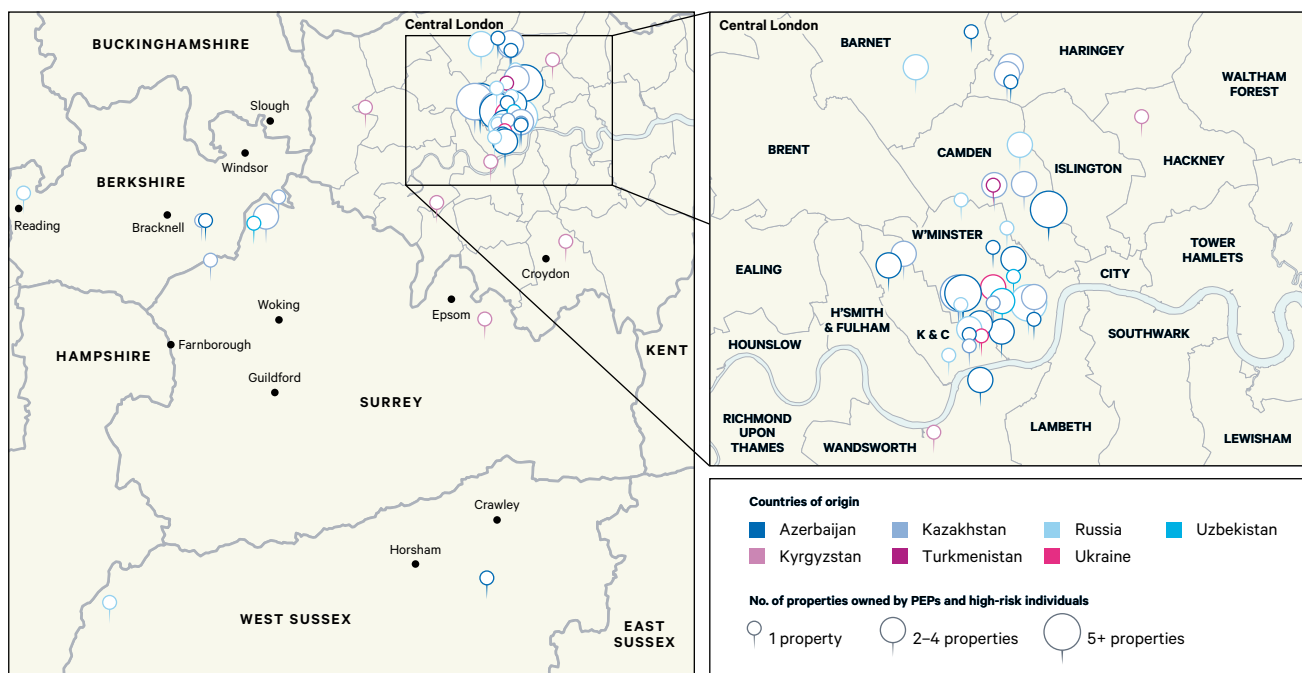 Central London
BUCKINGHAMSHIRE
Slough
Windsor
BERKSHIRE
Reading
Bracknell
Croydon
Woking
Epsom
HAMPSHIRE
Farnborough
KENT
Guildford
SURREY
Crawley
Horsham
WEST SUSSEX
EAST
SUSSEX
Central London
BARNET
HARINGEY
WALTHAM
FOREST
BRENT
CAMDEN
ISLINGTON
HACKNEY
W'MINSTER
TOWER
HAMLETS
EALING
CITY
H'SMITH
& FULHAM
K & C
SOUTHWARK
HOUNSLOW
RICHMOND
UPON
THAMES
WANDSWORTH
LAMBETH
LEWISHAM
Countries of origin
Azerbaijan
Kazakhstan
Russia
Uzbekistan
Kyrgyzstan
Turkmenistan
Ukraine
No. of properties owned by PEPs and high-risk individuals
1 property
2–4 properties
5+ properties